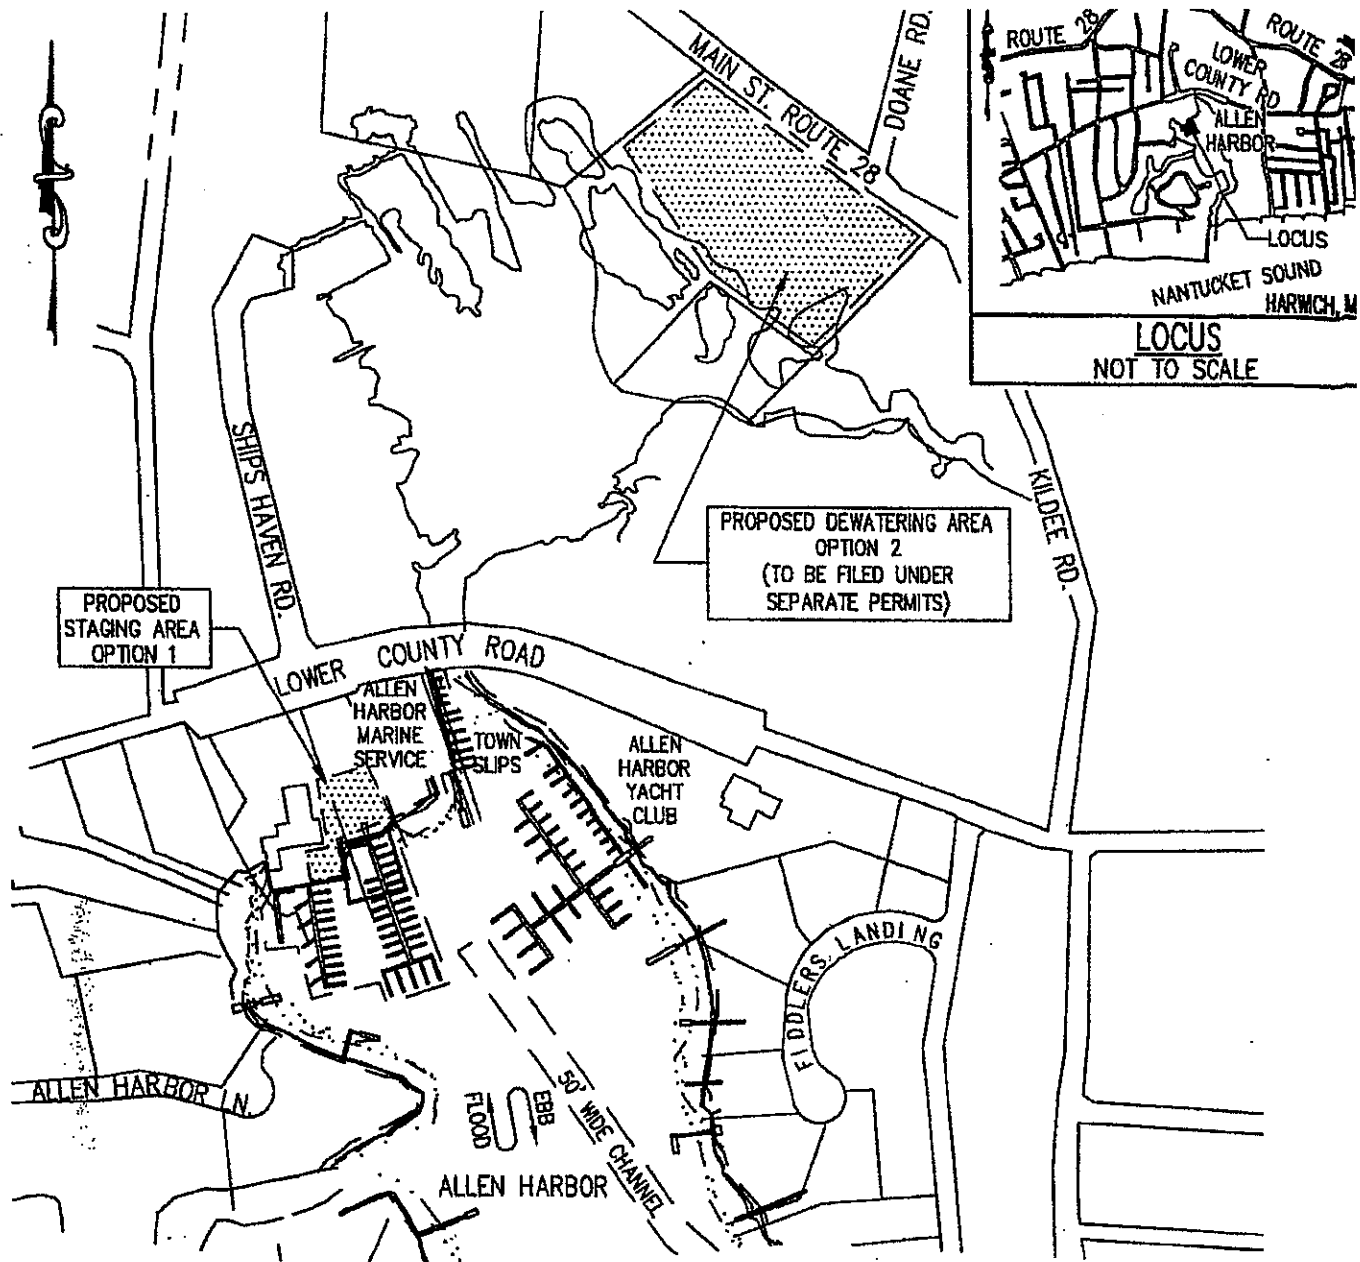 MAIN ST. ROUTE 28
DOANE RD.
ROUTE 28
ROUTE 28
LOWER
COUNTY RD
ALLEN
HARBOR
LOCUS
NANTUCKET SOUND
HARWICH, M
LOCUS
NOT TO SCALE
SHIPS HAVEN RD.
KILDEE RD.
PROPOSED DEWATERING AREA
OPTION 2
(TO BE FILED UNDER
SEPARATE PERMITS)
PROPOSED
STAGING AREA
OPTION 1
LOWER COUNTY ROAD
ALLEN
HARBOR
MARINE
SERVICE
TOWN
SLIPS
ALLEN
HARBOR
YACHT
CLUB
FIDDLERS LANDING
ALLEN HARBOR LN.
FLOOD
EBB
50' WIDE CHANNEL
ALLEN HARBOR